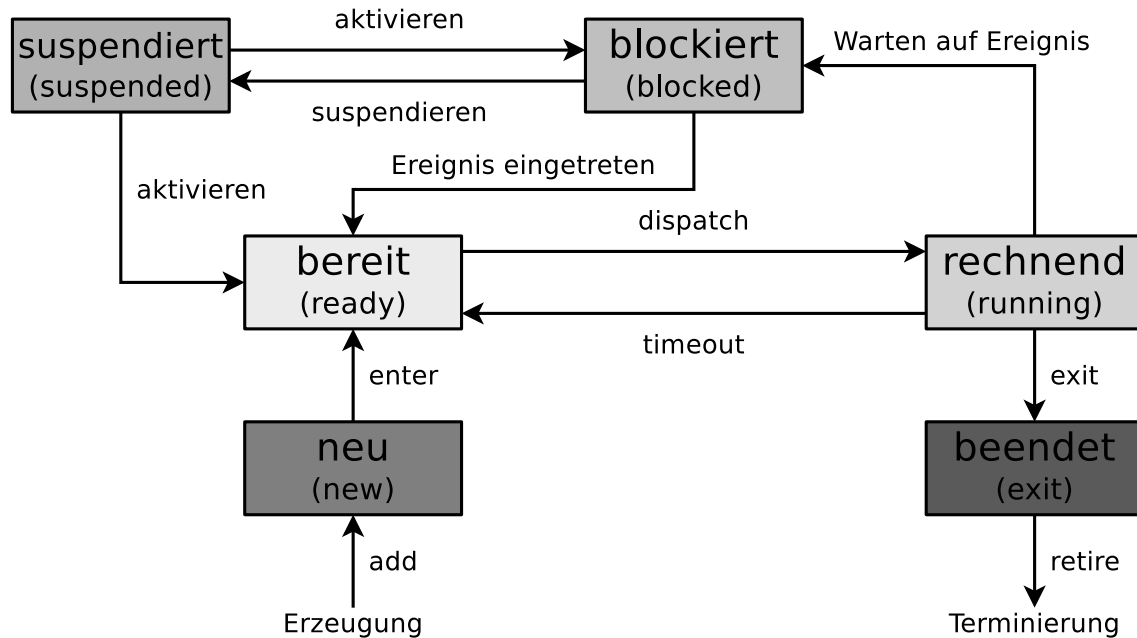 aktivieren
suspendiert
(suspended)
blockiert
(blocked)
Warten auf Ereignis
suspendieren
Ereignis eingetreten
aktivieren
dispatch
bereit
(ready)
rechnend
(running)
timeout
enter
exit
neu
(new)
beendet
(exit)
add
retire
Erzeugung
Terminierung